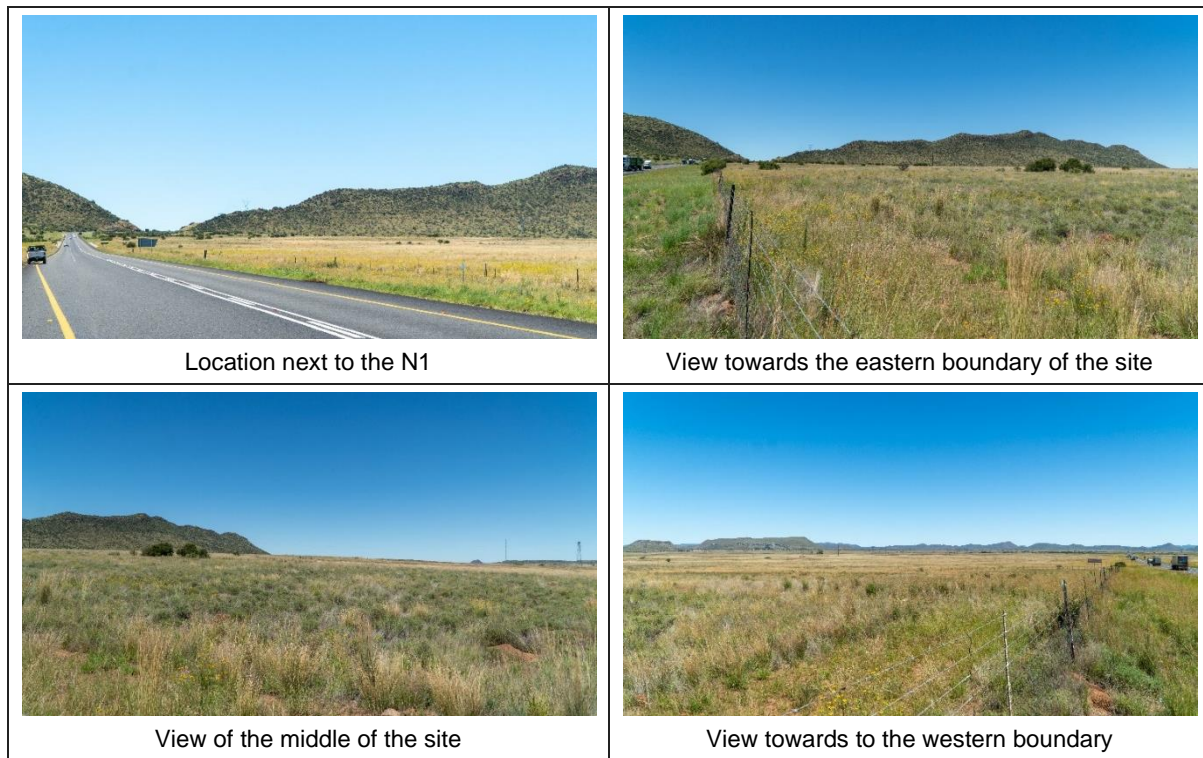 Location next to the N1
View towards the eastern boundary of the site
View of the middle of the site
View towards to the western boundary